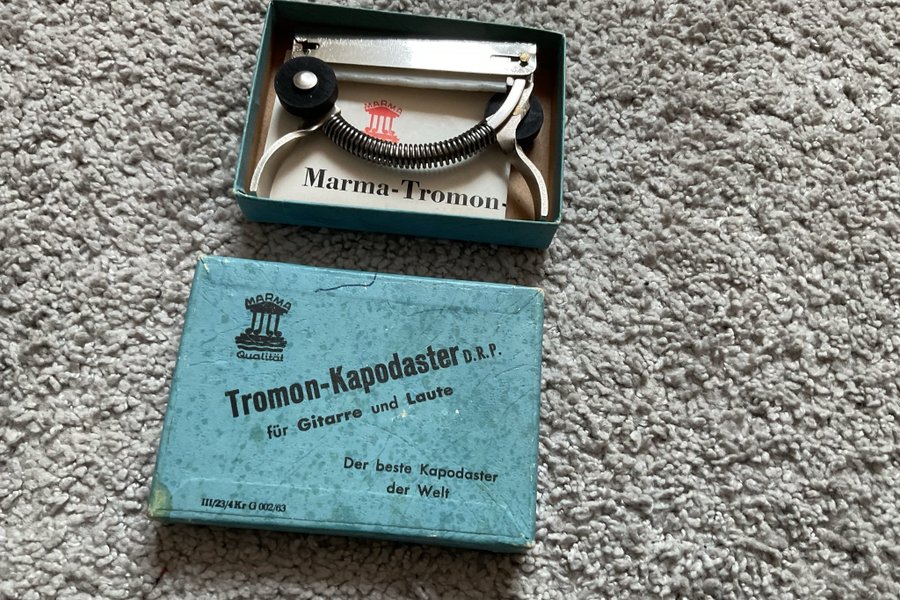 MARMA
Marma-Tromon-
MARMA
Qualität
Tromon-Kapodaster D.R.P.
für Gitarre und Laute
Der beste Kapodaster
der Welt
III/23/4 Kr G 002/63